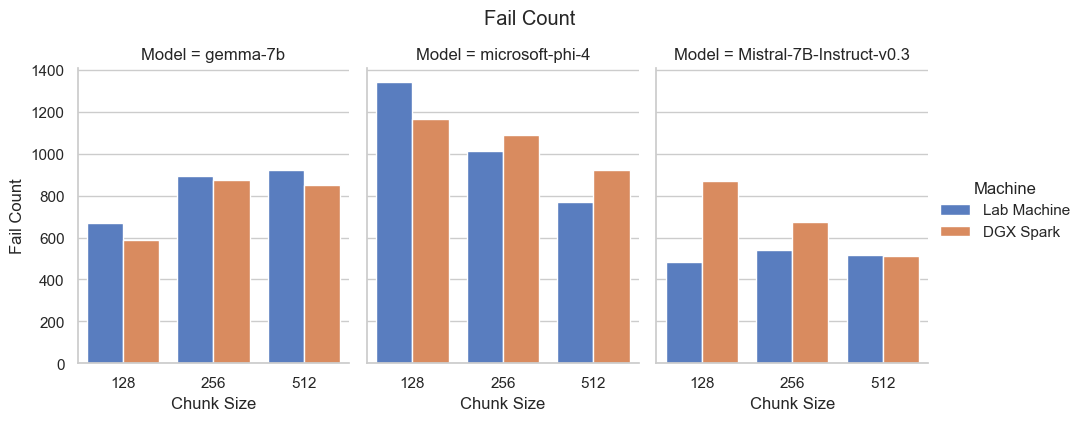 Fail Count
Model = gemma-7b
Model = microsoft-phi-4
Model = Mistral-7B-Instruct-v0.3
1400
1200
1000
800
600
400
200
0
Fail Count
128 256 512
128 256 512
128 256 512
Chunk Size
Chunk Size
Chunk Size
Machine
Lab Machine
DGX Spark